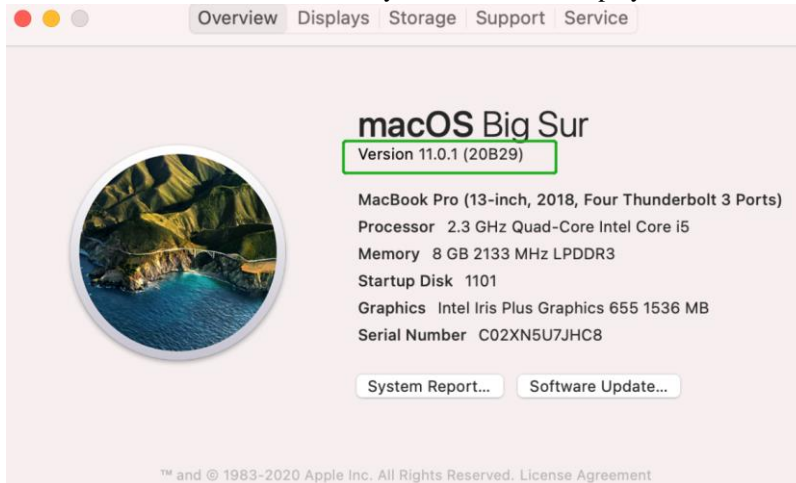 Overview Displays Storage Support Service
macOS Big Sur
Version 11.0.1 (20B29)
MacBook Pro (13-inch, 2018, Four Thunderbolt 3 Ports)
Processor 2.3 GHz Quad-Core Intel Core i5
Memory 8 GB 2133 MHz LPDDR3
Startup Disk 1101
Graphics Intel Iris Plus Graphics 655 1536 MB
Serial Number C02XN5U7JHC8
System Report... Software Update...
™ and © 1983-2020 Apple Inc. All Rights Reserved. License Agreement